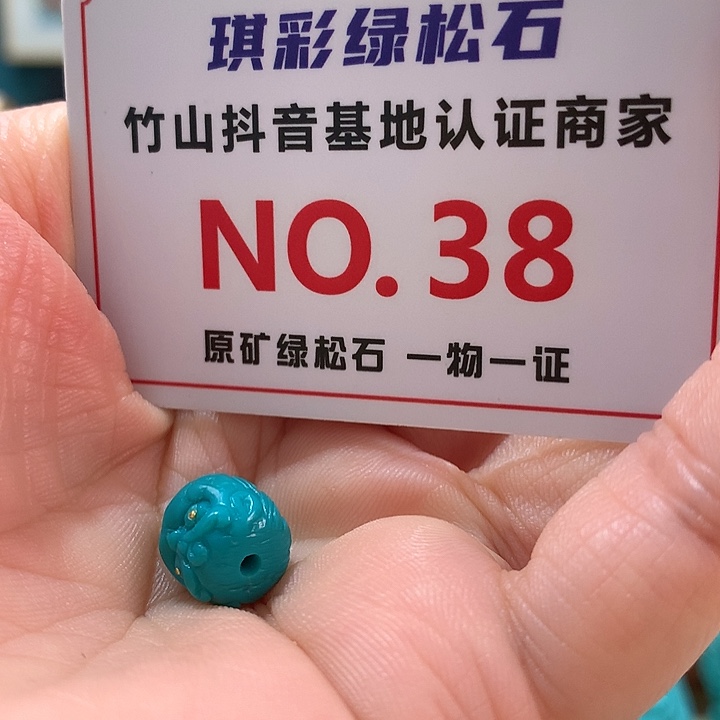 琪彩绿松石
竹山抖音基地认证商家
NO.38
原矿绿松石 一物一证